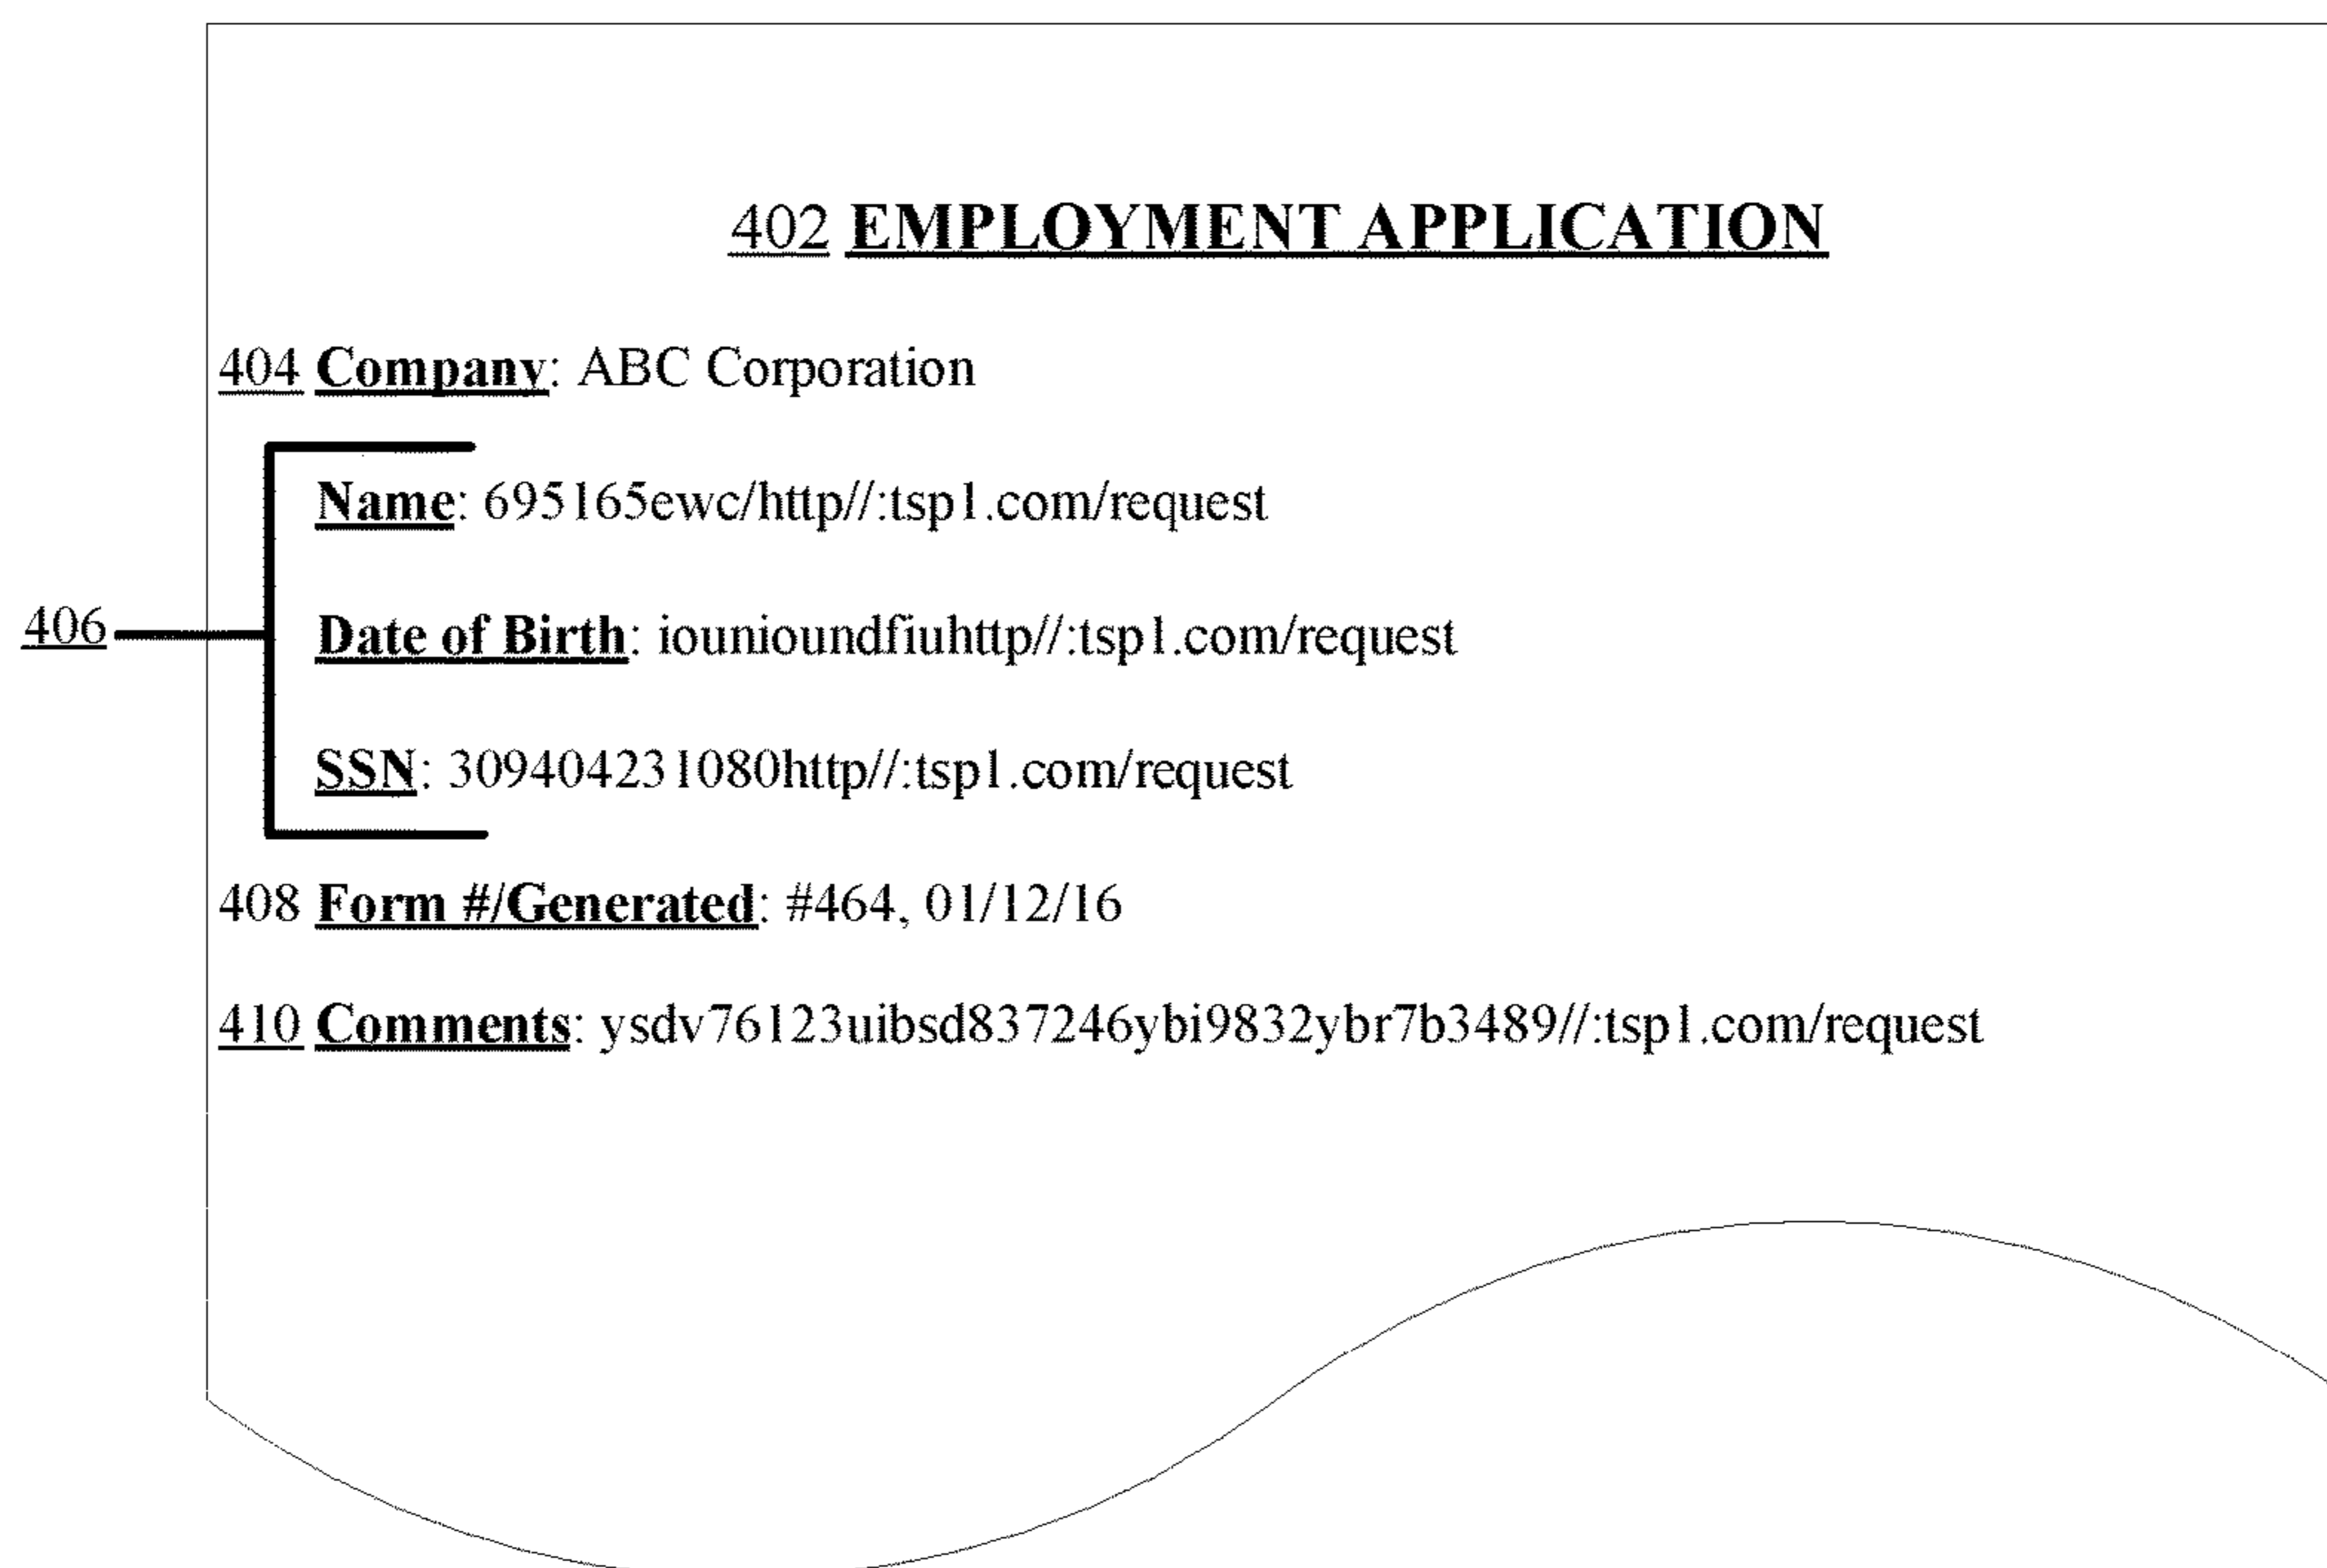 402 EMPLOYMENT APPLICATION
404 Company: ABC Corporation
Name: 695165ewc/http//:tsp1.com/request
406
Date of Birth: iounioundfiuhttp//:tsp1.com/request
SSN: 309404231080http//:tsp1.com/request
408 Form #/Generated: #464, 01/12/16
410 Comments: ysdv76123uibsd837246ybi9832ybr7b3489//:tsp1.com/request